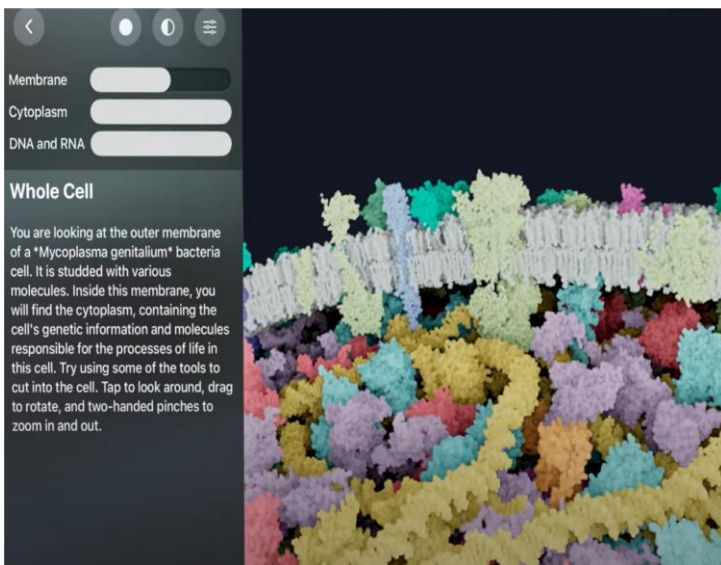 Membrane
Cytoplasm
DNA and RNA
Whole Cell
You are looking at the outer membrane
of a *Mycoplasma genitalium* bacteria
cell. It is studded with various
molecules. Inside this membrane, you
will find the cytoplasm, containing the
cell's genetic information and molecules
responsible for the processes of life in
this cell. Try using some of the tools to
cut into the cell. Tap to look around, drag
to rotate, and two-handed pinches to
zoom in and out.